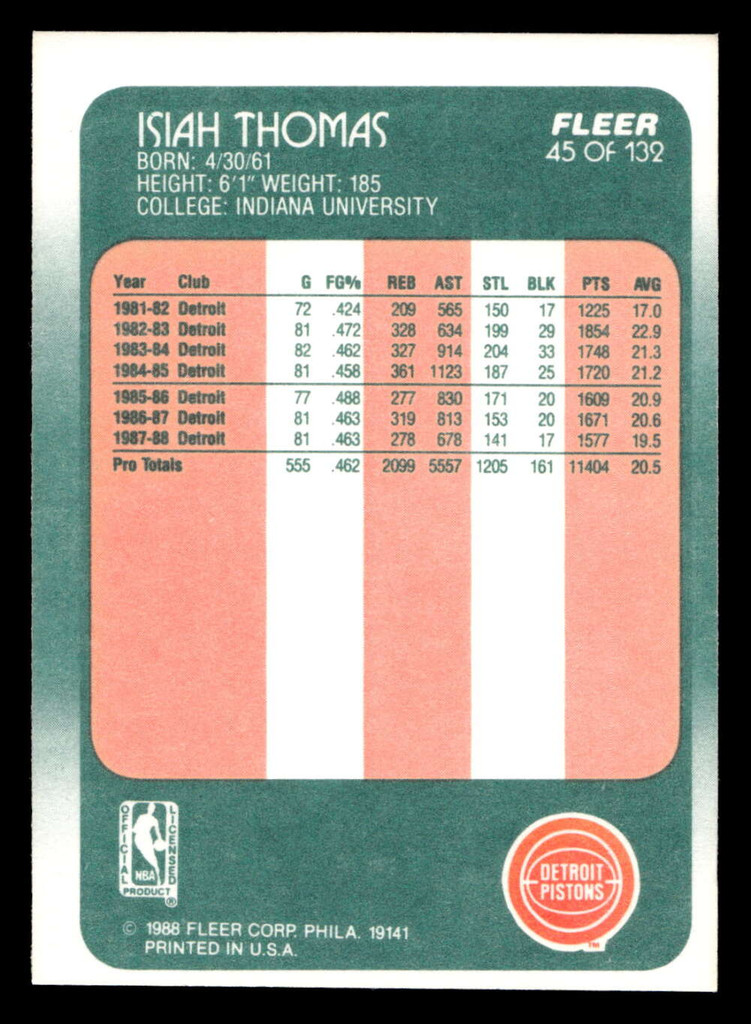 ISIAH THOMAS
FLEER
45 OF 132
BORN: 4/30/61
HEIGHT: 6'1" WEIGHT: 185
COLLEGE: INDIANA UNIVERSITY
Year Club G FG% REB AST STL BLK PTS AVG
1981-82 Detroit 72 .424 209 565 150 17 1225 17.0
1982-83 Detroit 81 .472 328 634 199 29 1854 22.9
1983-84 Detroit 82 .462 327 914 204 33 1748 21.3
1984-85 Detroit 81 .458 361 1123 187 25 1720 21.2
1985-86 Detroit 77 .488 277 830 171 20 1609 20.9
1986-87 Detroit 81 .463 319 813 153 20 1671 20.6
1987-88 Detroit 81 .463 278 678 141 17 1577 19.5
Pro Totals 555 .462 2099 5557 1205 161 11404 20.5
OFFICIAL
LICENSED
NBA
PRODUCT
®
DETROIT
PISTONS
TM
© 1988 FLEER CORP. PHILA. 19141
PRINTED IN U.S.A.